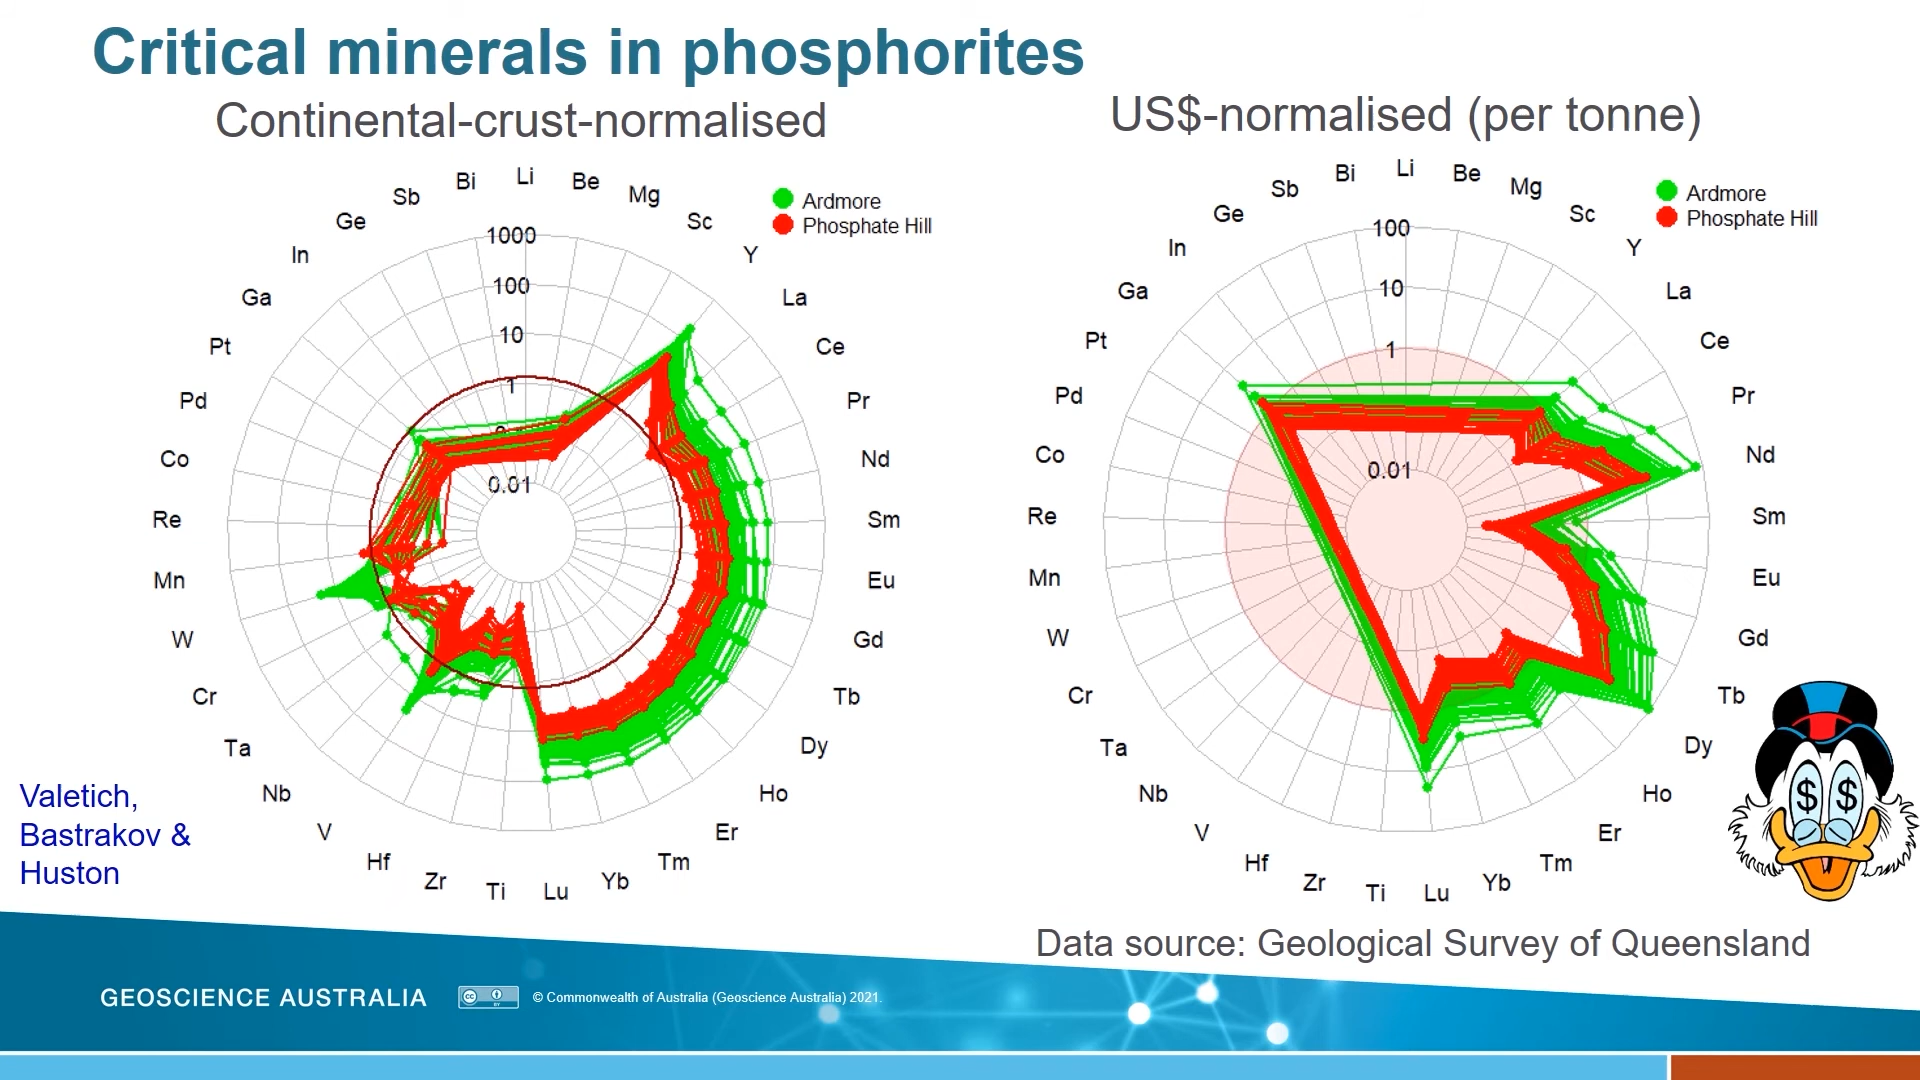 Critical minerals in phosphorites
Continental-crust-normalised
Li
Be
Mg
Sc
Y
La
Ce
Pr
Nd
Sm
Eu
Gd
Tb
Dy
Ho
Er
Tm
Yb
Lu
Ti
Zr
Hf
V
Nb
Ta
Cr
W
Mn
Re
Co
Pd
Pt
Ga
In
Ge
Sb
Bi
1000
100
10
1
0.01
Ardmore
Phosphate Hill
US$-normalised (per tonne)
Li
Be
Mg
Sc
Y
La
Ce
Pr
Nd
Sm
Eu
Gd
Tb
Dy
Ho
Er
Tm
Yb
Lu
Ti
Zr
Hf
V
Nb
Ta
Cr
W
Mn
Re
Co
Pd
Pt
Ga
In
Ge
Sb
Bi
100
10
1
0.01
Ardmore
Phosphate Hill
$ $
Valetich,
Bastrakov &
Huston
Data source: Geological Survey of Queensland
GEOSCIENCE AUSTRALIA
cc
BY
© Commonwealth of Australia (Geoscience Australia) 2021.